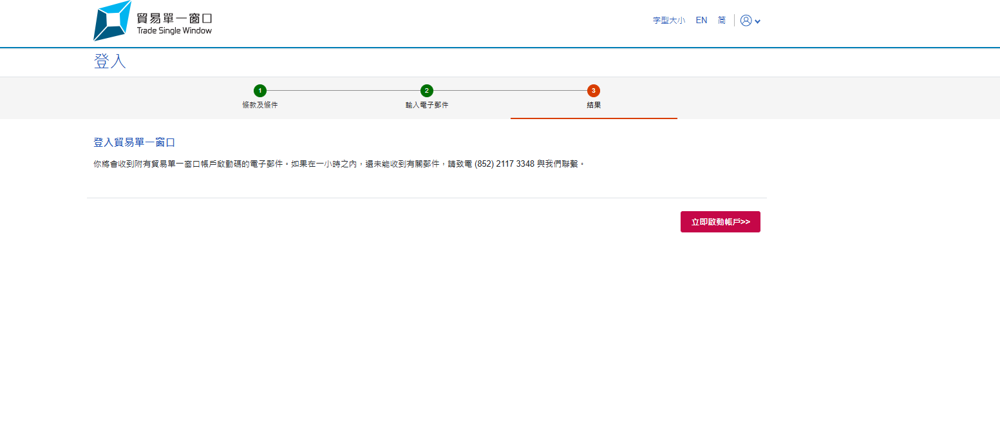 貿易單一窗口
Trade Single Window
字型大小 EN 简
登入
1 2 3
條款及條件 輸入電子郵件 結果
登入貿易單一窗口
你將會收到附有貿易單一窗口帳戶啟動碼的電子郵件。如果在一小時之內，還未能收到有關郵件，請致電 (852) 2117 3348 與我們聯繫。
立即啟動帳戶>>